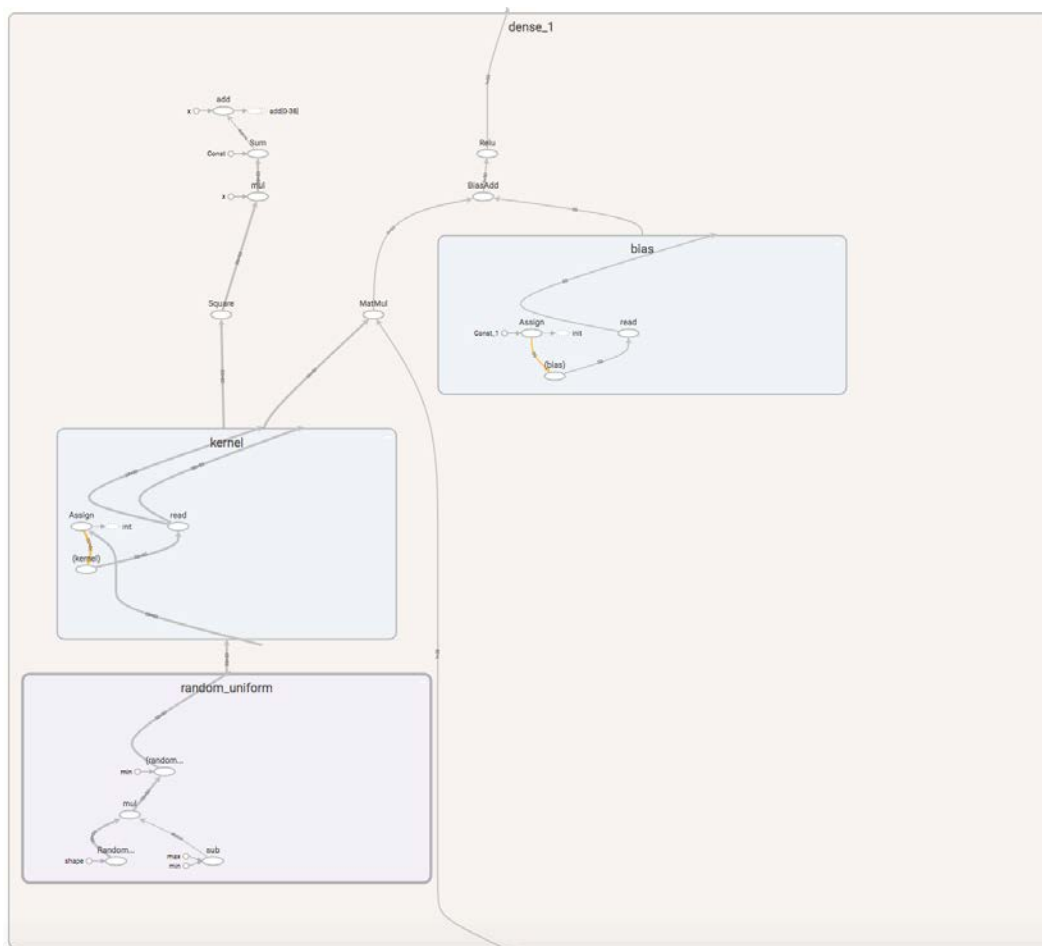 dense_1
add
x
add[0-38]
Sum
Const
mul
x
Relu
BiasAdd
bias
Square
MatMul
Assign
read
Const_1
init
(bias)
kernel
Assign
read
init
(kernel)
random_uniform
(random...
min
mul
Random...
sub
shape
max
min